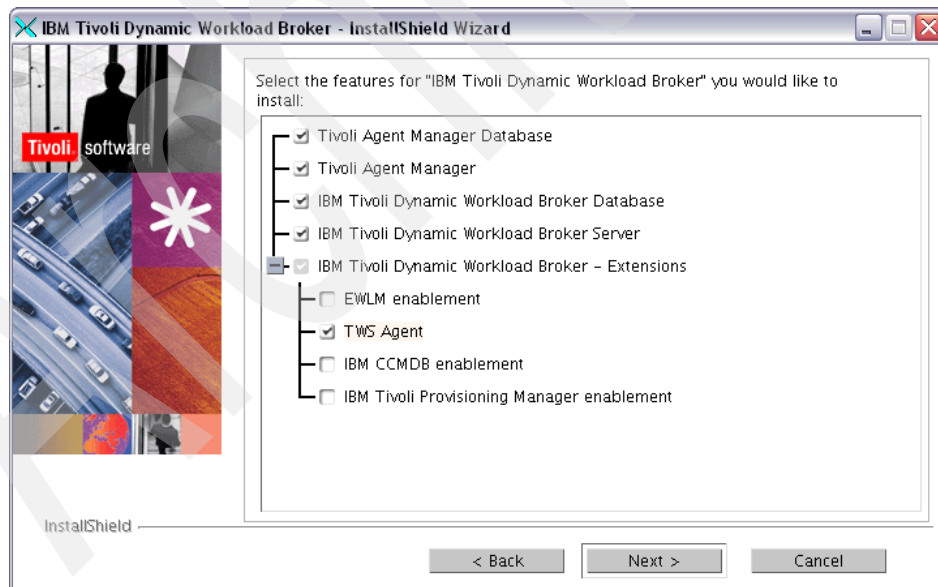 IBM Tivoli Dynamic Workload Broker - InstallShield Wizard
Select the features for "IBM Tivoli Dynamic Workload Broker" you would like to
install:
Tivoli. software
Tivoli Agent Manager Database
Tivoli Agent Manager
IBM Tivoli Dynamic Workload Broker Database
IBM Tivoli Dynamic Workload Broker Server
IBM Tivoli Dynamic Workload Broker - Extensions
EWLM enablement
TWS Agent
IBM CCMDB enablement
IBM Tivoli Provisioning Manager enablement
InstallShield
< Back
Next >
Cancel